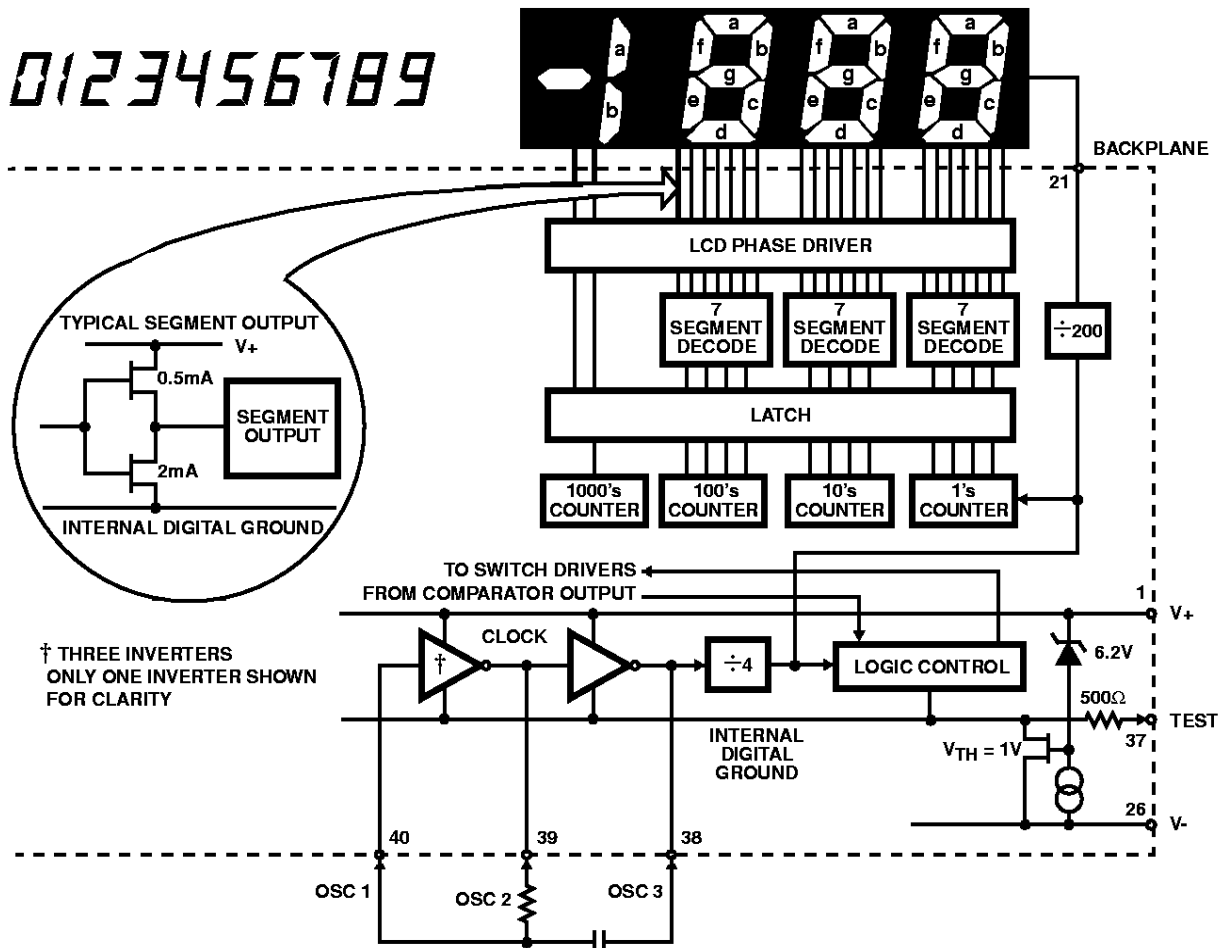 0123456789
a
b
a
f b
g
e c
d
a
f b
g
e c
d
a
f b
g
e c
d
BACKPLANE
21
LCD PHASE DRIVER
7
SEGMENT
DECODE
7
SEGMENT
DECODE
7
SEGMENT
DECODE
÷200
TYPICAL SEGMENT OUTPUT
V+
0.5mA
SEGMENT
OUTPUT
2mA
INTERNAL DIGITAL GROUND
LATCH
1000's
COUNTER
100's
COUNTER
10's
COUNTER
1's
COUNTER
TO SWITCH DRIVERS
FROM COMPARATOR OUTPUT
1
V+
† THREE INVERTERS
ONLY ONE INVERTER SHOWN
FOR CLARITY
†
CLOCK
÷4
LOGIC CONTROL
6.2V
500Ω
TEST
37
INTERNAL
DIGITAL
GROUND
VTH = 1V
26
V-
40
39
38
OSC 1
OSC 2
OSC 3